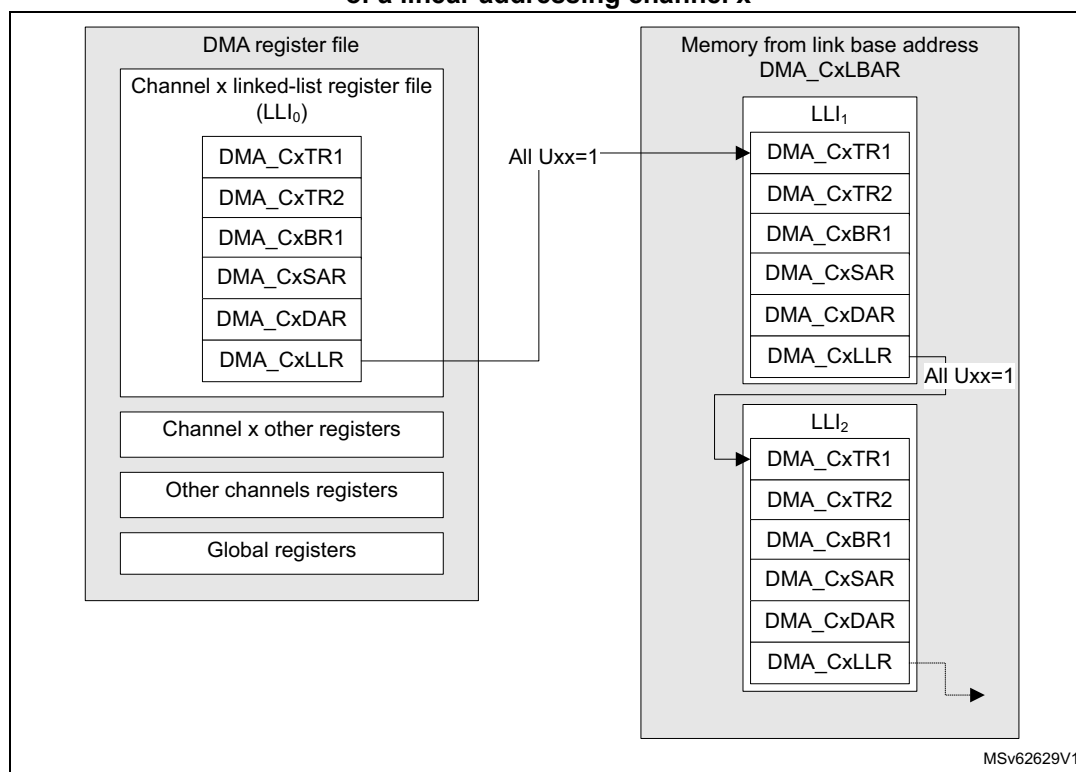 of a linear addressing channel x
DMA register file
Channel x linked-list register file
(LLI₀)
DMA_CxTR1
DMA_CxTR2
DMA_CxBR1
DMA_CxSAR
DMA_CxDAR
DMA_CxLLR
Channel x other registers
Other channels registers
Global registers
All Uxx=1
Memory from link base address
DMA_CxLBAR
LLI₁
DMA_CxTR1
DMA_CxTR2
DMA_CxBR1
DMA_CxSAR
DMA_CxDAR
DMA_CxLLR
All Uxx=1
LLI₂
DMA_CxTR1
DMA_CxTR2
DMA_CxBR1
DMA_CxSAR
DMA_CxDAR
DMA_CxLLR
MSv62629V1